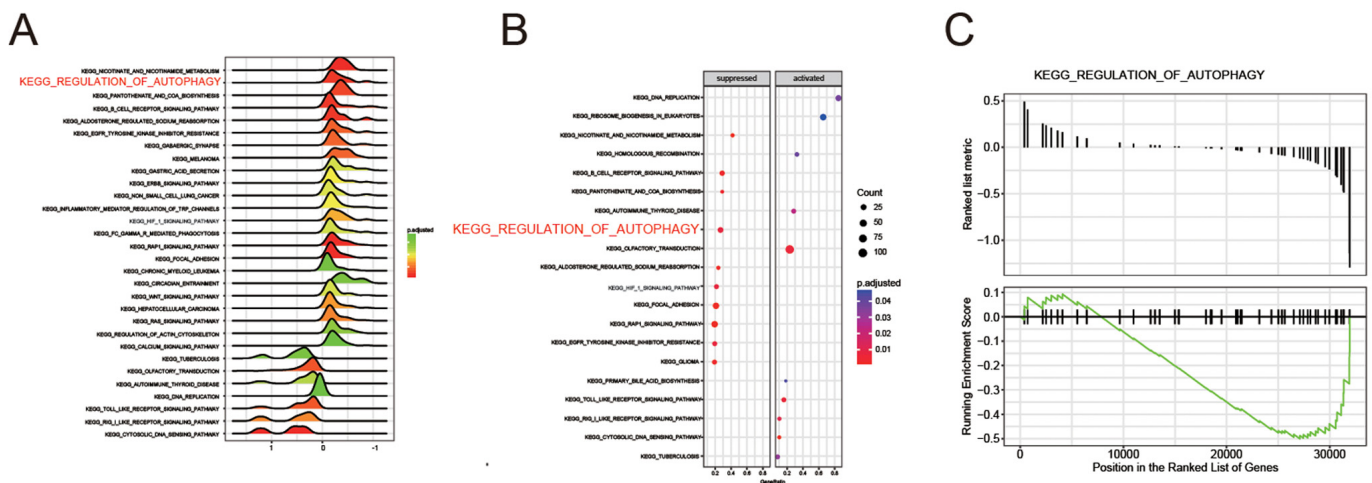 A
KEGG_NICOTINATE_AND_NICOTINAMIDE_METABOLISM
KEGG_REGULATION_OF_AUTOPHAGY
KEGG_PANTOTHENATE_AND_COA_BIOSYNTHESIS
KEGG_B_CELL_RECEPTOR_SIGNALING_PATHWAY
KEGG_ALDOSTERONE_REGULATED_SODIUM_REABSORPTION
KEGG_EGFR_TYROSINE_KINASE_INHIBITOR_RESISTANCE
KEGG_GABAERGIC_SYNAPSE
KEGG_MELANOMA
KEGG_GASTRIC_ACID_SECRETION
KEGG_ERBB_SIGNALING_PATHWAY
KEGG_NON_SMALL_CELL_LUNG_CANCER
KEGG_INFLAMMATORY_MEDIATOR_REGULATION_OF_TRP_CHANNELS
KEGG_HIF_1_SIGNALING_PATHWAY
KEGG_FC_GAMMA_R_MEDIATED_PHAGOCYTOSIS
KEGG_RAP1_SIGNALING_PATHWAY
KEGG_FOCAL_ADHESION
KEGG_CHRONIC_MYELOID_LEUKEMIA
KEGG_CIRCADIAN_ENTRAINMENT
KEGG_WNT_SIGNALING_PATHWAY
KEGG_HEPATOCELLULAR_CARCINOMA
KEGG_RAS_SIGNALING_PATHWAY
KEGG_REGULATION_OF_ACTIN_CYTOSKELETON
KEGG_CALCIUM_SIGNALING_PATHWAY
KEGG_TUBERCULOSIS
KEGG_OLFACTORY_TRANSDUCTION
KEGG_AUTOIMMUNE_THYROID_DISEASE
KEGG_DNA_REPLICATION
KEGG_TOLL_LIKE_RECEPTOR_SIGNALING_PATHWAY
KEGG_RIG_I_LIKE_RECEPTOR_SIGNALING_PATHWAY
KEGG_CYTOSOLIC_DNA_SENSING_PATHWAY
1 0 -1
p.adjusted
B
suppressed activated
KEGG_DNA_REPLICATION
KEGG_RIBOSOME_BIOGENESIS_IN_EUKARYOTES
KEGG_NICOTINATE_AND_NICOTINAMIDE_METABOLISM
KEGG_HOMOLOGOUS_RECOMBINATION
KEGG_B_CELL_RECEPTOR_SIGNALING_PATHWAY
KEGG_PANTOTHENATE_AND_COA_BIOSYNTHESIS
KEGG_AUTOIMMUNE_THYROID_DISEASE
KEGG_REGULATION_OF_AUTOPHAGY
KEGG_OLFACTORY_TRANSDUCTION
KEGG_ALDOSTERONE_REGULATED_SODIUM_REABSORPTION
KEGG_HIF_1_SIGNALING_PATHWAY
KEGG_FOCAL_ADHESION
KEGG_RAP1_SIGNALING_PATHWAY
KEGG_EGFR_TYROSINE_KINASE_INHIBITOR_RESISTANCE
KEGG_GLIOMA
KEGG_PRIMARY_BILE_ACID_BIOSYNTHESIS
KEGG_TOLL_LIKE_RECEPTOR_SIGNALING_PATHWAY
KEGG_RIG_I_LIKE_RECEPTOR_SIGNALING_PATHWAY
KEGG_CYTOSOLIC_DNA_SENSING_PATHWAY
KEGG_TUBERCULOSIS
0.2 0.4 0.6 0.8 0.2 0.4 0.6 0.8
GeneRatio
Count
25
50
75
100
p.adjusted
0.04
0.03
0.02
0.01
C
KEGG_REGULATION_OF_AUTOPHAGY
Ranked list metric
0.5
0.0
−0.5
−1.0
Running Enrichment Score
0.1
0.0
−0.1
−0.2
−0.3
−0.4
−0.5
0 10000 20000 30000
Position in the Ranked List of Genes